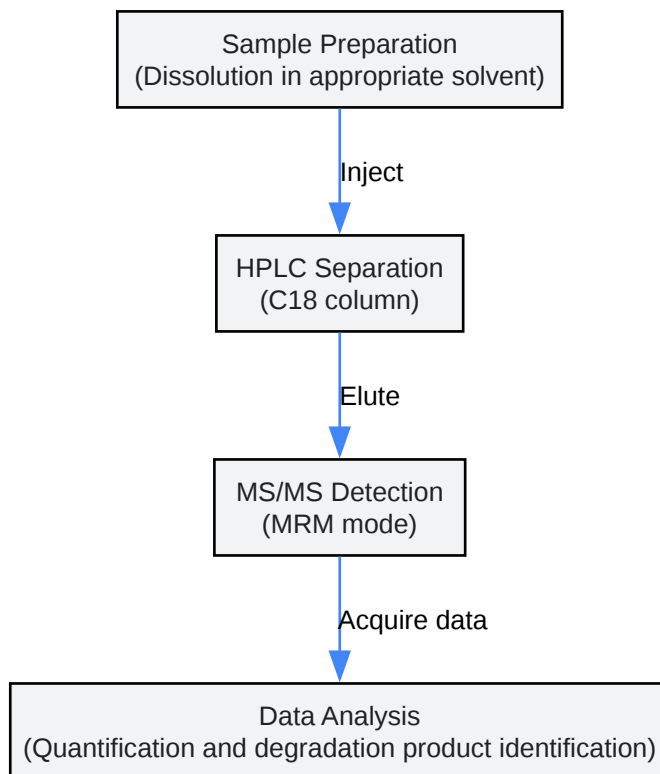 Sample Preparation
(Dissolution in appropriate solvent)
Inject
HPLC Separation
(C18 column)
Elute
MS/MS Detection
(MRM mode)
Acquire data
Data Analysis
(Quantification and degradation product identification)